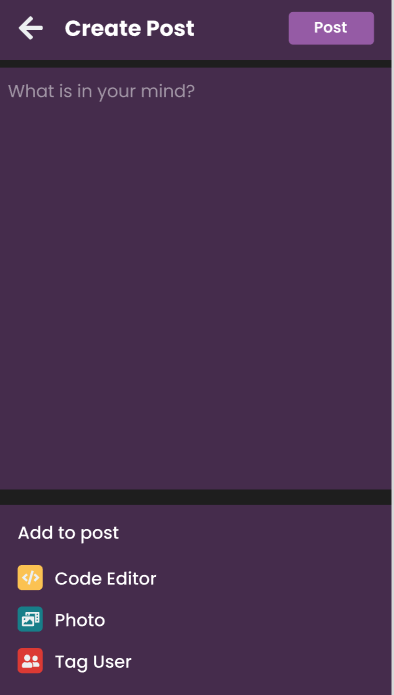 Create Post
Post
What is in your mind?
Add to post
Code Editor
Photo
Tag User